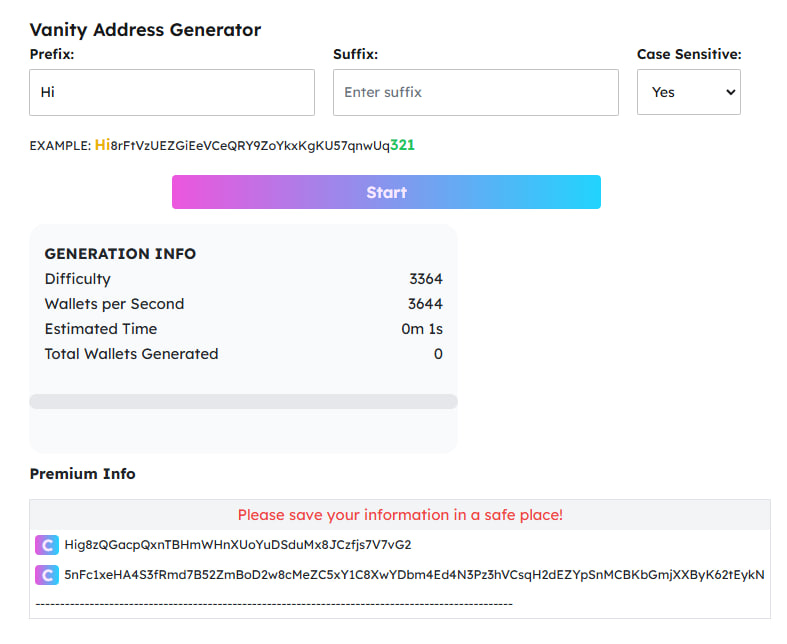 Vanity Address Generator
Prefix: Suffix: Case Sensitive:
Hi Enter suffix Yes
EXAMPLE: Hi8rFtVzUEZGiEeVCeQRY9ZoYkxKgKU57qnwUq321
Start
GENERATION INFO
Difficulty 3364
Wallets per Second 3644
Estimated Time 0m 1s
Total Wallets Generated 0
Premium Info
Please save your information in a safe place!
C Hig8zQGacpQxnTBHmWHnXUoYuDSduMx8JCzfjs7V7vG2
C 5nFc1xeHA4S3fRmd7B52ZmBoD2w8cMeZC5xY1C8XwYDbm4Ed4N3Pz3hVCsqH2dEZYpSnMCBKbGmjXXByK62tEykN
----------------------------------------------------------------------------------------------------